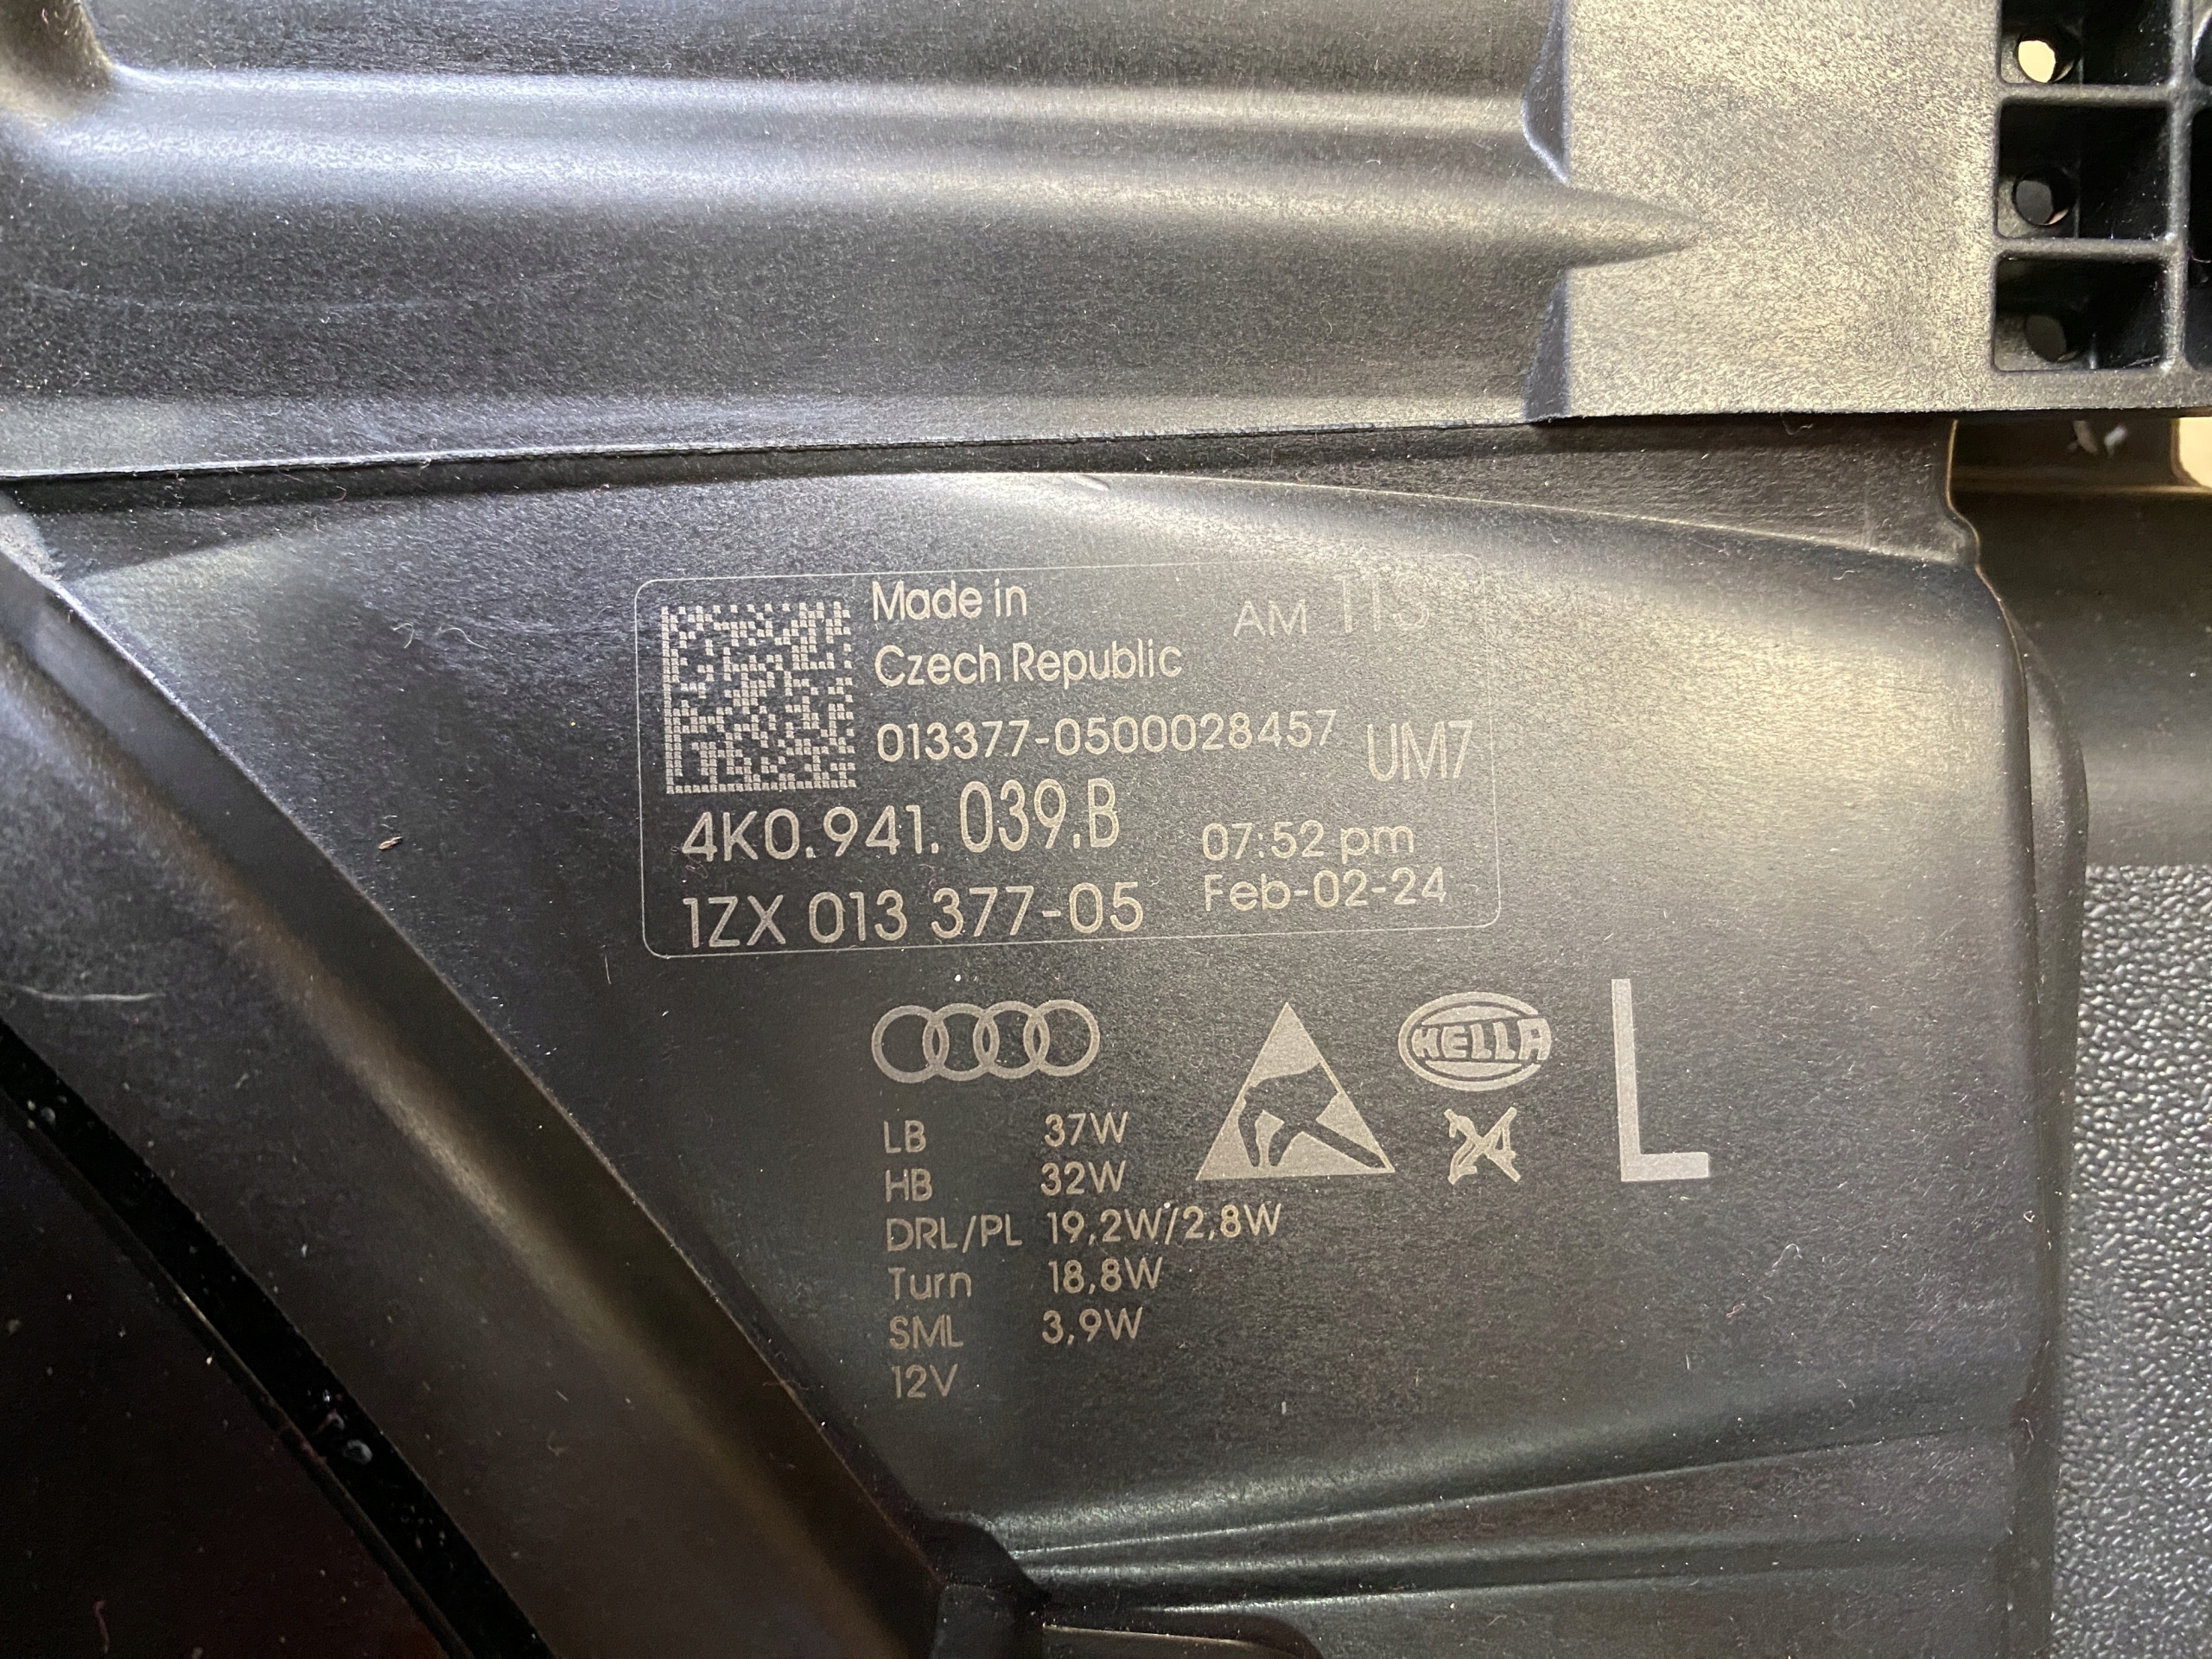 Made in
Czech Republic
AM
013377-0500028457 UM7
4K0.941.039.B
07:52 pm
1ZX 013 377-05
Feb-02-24
HELLA
24
L
LB 37W
HB 32W
DRL/PL 19,2W/2,8W
Turn 18,8W
SML 3,9W
12V